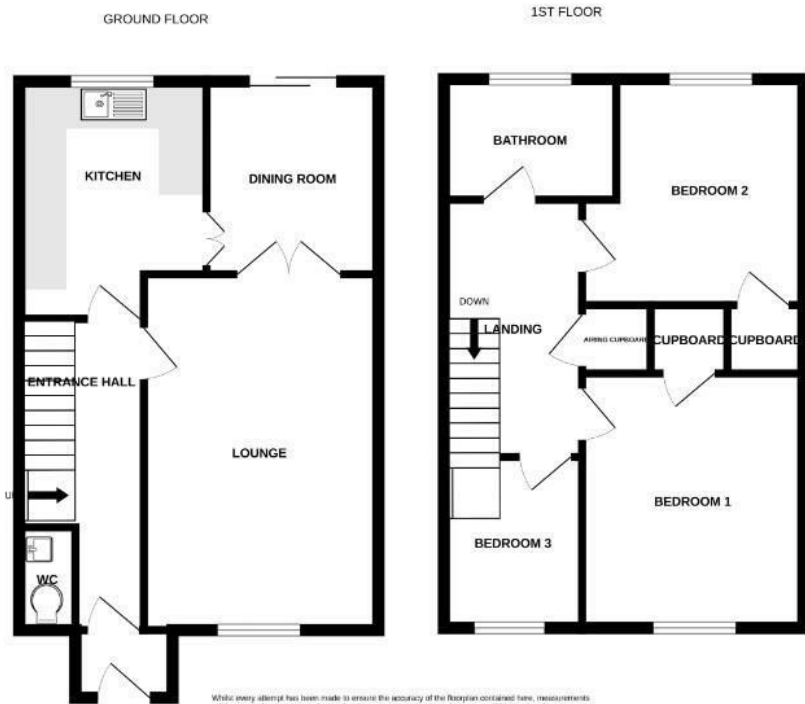 GROUND FLOOR
1ST FLOOR
KITCHEN
DINING ROOM
ENTRANCE HALL
LOUNGE
WC
BATHROOM
BEDROOM 2
DOWN
LANDING
AIRING CUPBOARD
CUPBOARD
CUPBOARD
BEDROOM 1
BEDROOM 3
Whilst every attempt has been made to ensure the accuracy of the floorplan contained here, measurements